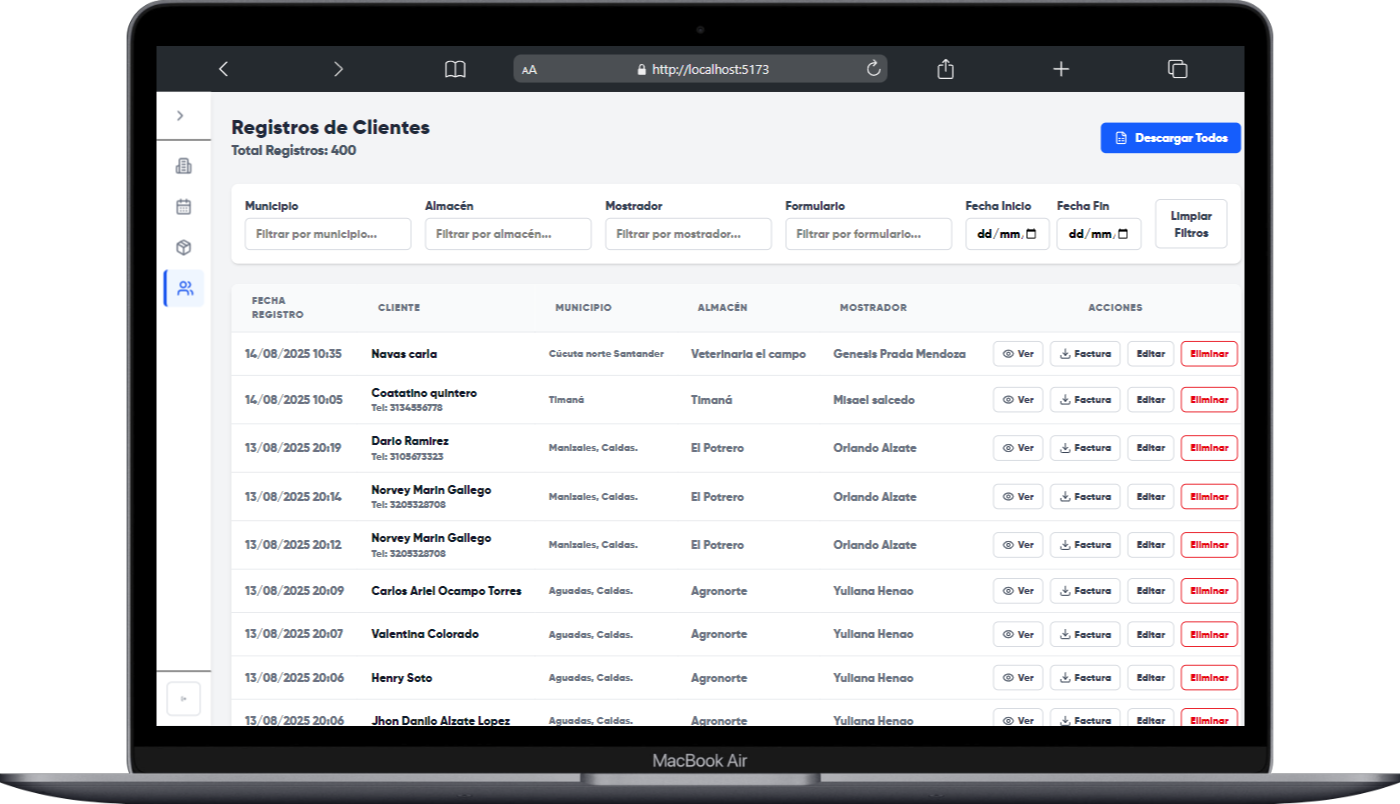 AA
http://localhost:5173
Registros de Clientes
Total Registros: 400
Descargar Todos
Municipio
Almacén
Mostrador
Formulario
Fecha Inicio
Fecha Fin
Filtrar por municipio...
Filtrar por almacén...
Filtrar por mostrador...
Filtrar por formulario...
dd/mm/
dd/mm/
Limpiar
Filtros
FECHA
REGISTRO
CLIENTE
MUNICIPIO
ALMACÉN
MOSTRADOR
ACCIONES
14/08/2025 10:35 Navas carla Cúcuta norte Santander Veterinaria el campo Genesis Prada Mendoza Ver Factura Editar Eliminar
14/08/2025 10:05 Coatatino quintero Timaná Timaná Misael salcedo Ver Factura Editar Eliminar
Tel: 3134556778
13/08/2025 20:19 Dario Ramirez Manizales, Caldas. El Potrero Orlando Alzate Ver Factura Editar Eliminar
Tel: 3105673323
13/08/2025 20:14 Norvey Marin Gallego Manizales, Caldas. El Potrero Orlando Alzate Ver Factura Editar Eliminar
Tel: 3205328708
13/08/2025 20:12 Norvey Marin Gallego Manizales, Caldas. El Potrero Orlando Alzate Ver Factura Editar Eliminar
Tel: 3205328708
13/08/2025 20:09 Carlos Ariel Ocampo Torres Aguadas, Caldas. Agronorte Yuliana Henao Ver Factura Editar Eliminar
13/08/2025 20:07 Valentina Colorado Aguadas, Caldas. Agronorte Yuliana Henao Ver Factura Editar Eliminar
13/08/2025 20:06 Henry Soto Aguadas, Caldas. Agronorte Yuliana Henao Ver Factura Editar Eliminar
13/08/2025 20:06 Jhon Danilo Alzate Lopez Aguadas, Caldas. Agronorte Yuliana Henao Ver Factura Editar Eliminar
MacBook Air